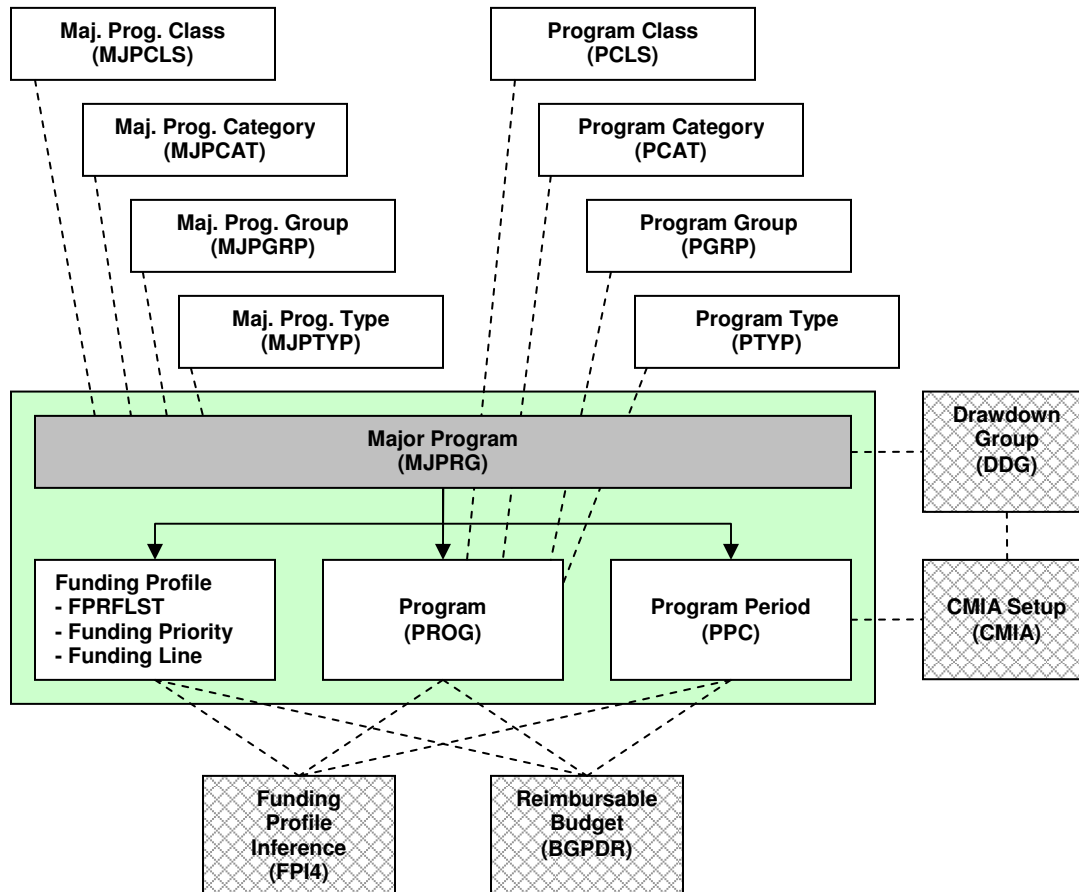 Maj. Prog. Class
(MJPCLS)
Program Class
(PCLS)
Maj. Prog. Category
(MJPCAT)
Program Category
(PCAT)
Maj. Prog. Group
(MJPGRP)
Program Group
(PGRP)
Maj. Prog. Type
(MJPTYP)
Program Type
(PTYP)
Major Program
(MJPRG)
Drawdown
Group
(DDG)
Funding Profile
- FPRFLST
- Funding Priority
- Funding Line
Program
(PROG)
Program Period
(PPC)
CMIA Setup
(CMIA)
Funding
Profile
Inference
(FPI4)
Reimbursable
Budget
(BGPDR)